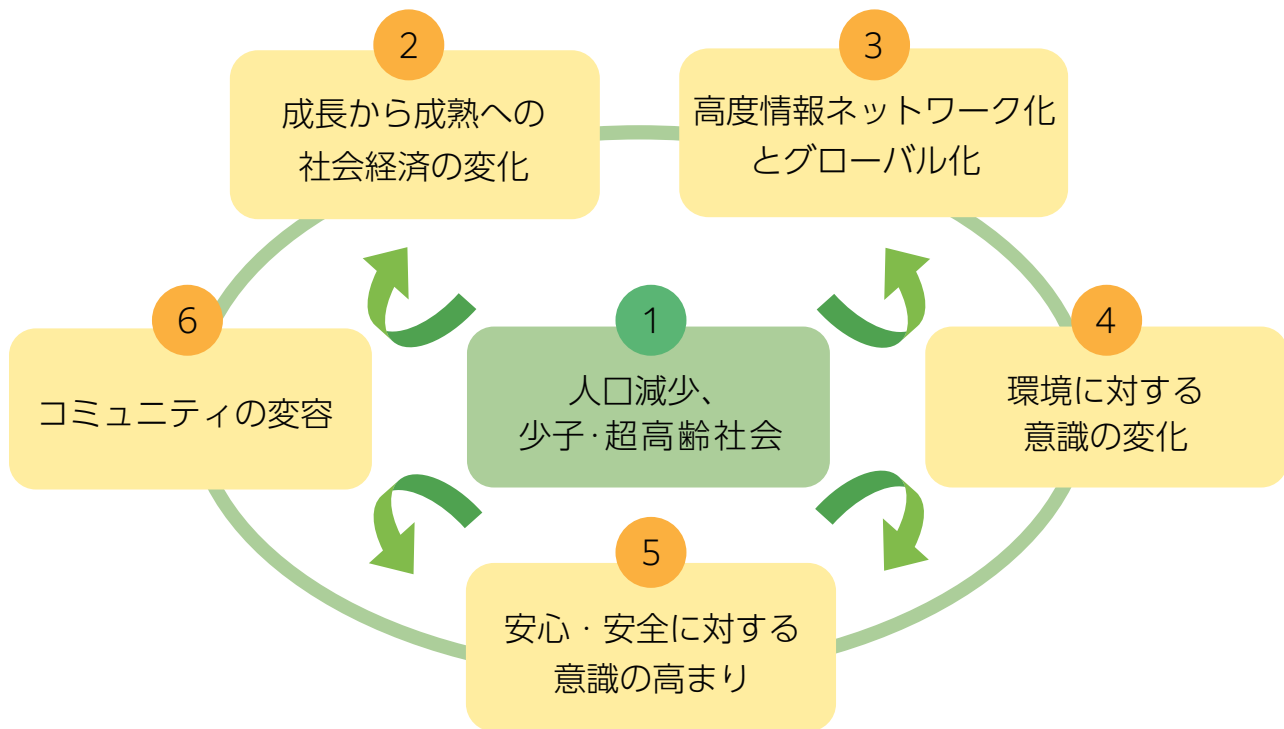 1
人口減少、
少子·超高齢社会
2
成長から成熟への
社会経済の変化
3
高度情報ネットワーク化
とグローバル化
4
環境に対する
意識の変化
5
安心・安全に対する
意識の高まり
6
コミュニティの変容